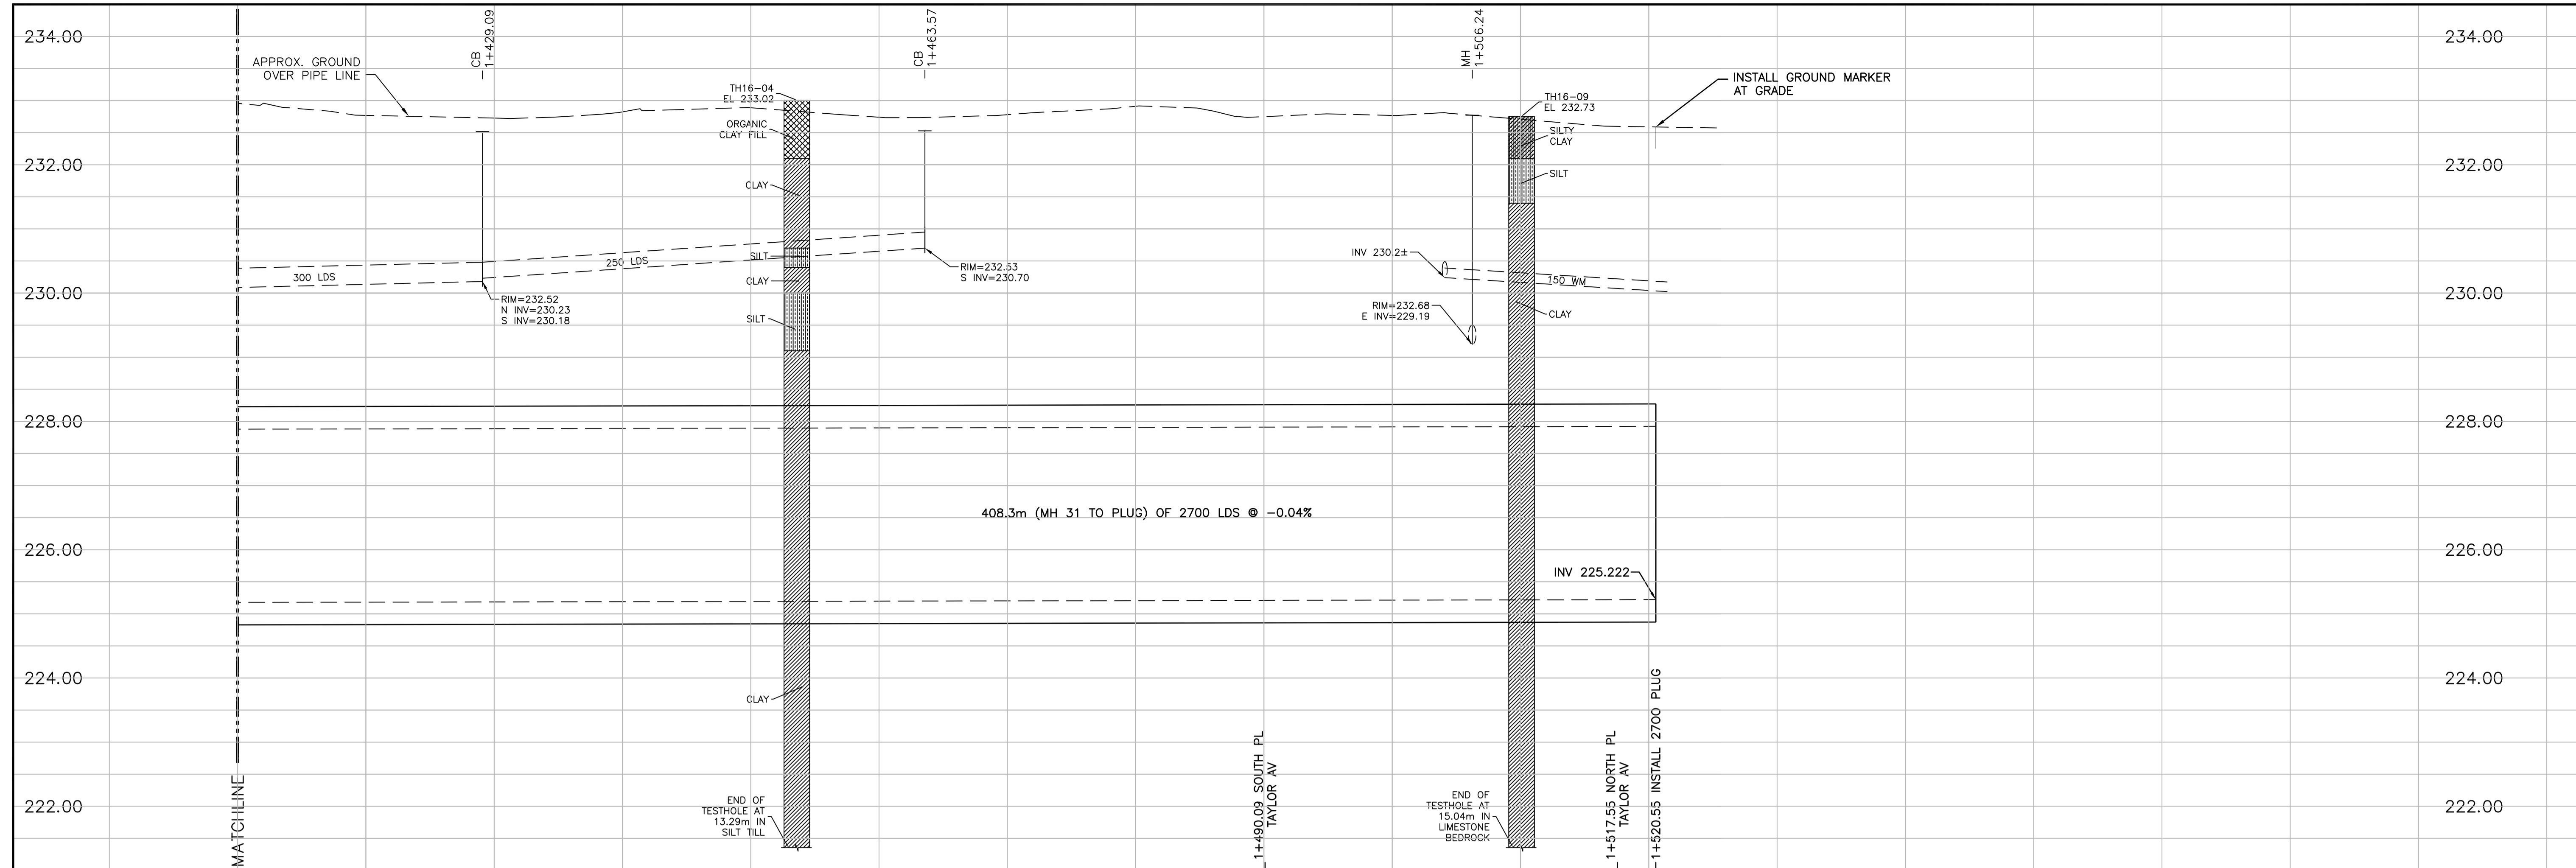 234.00
232.00
230.00
228.00
226.00
224.00
222.00
MATCHLINE
APPROX. GROUND
OVER PIPE LINE
CB
1+429.09
300 LDS
250 LDS
RIM=232.52
N INV=230.23
S INV=230.18
TH16-04
EL 233.02
ORGANIC
CLAY FILL
CLAY
SILT
CLAY
SILT
CLAY
END OF
TESTHOLE AT
13.29m IN
SILT TILL
CB
1+463.57
RIM=232.53
S INV=230.70
408.3m (MH 31 TO PLUG) OF 2700 LDS @ -0.04%
1+490.09 SOUTH PL
TAYLOR AV
MH
1+506.24
INV 230.2±
RIM=232.68
E INV=229.19
TH16-09
EL 232.73
SILTY
CLAY
SILT
150 WM
CLAY
END OF
TESTHOLE AT
15.04m IN
LIMESTONE
BEDROCK
INV 225.222
1+517.55 NORTH PL
TAYLOR AV
1+520.55 INSTALL 2700 PLUG
INSTALL GROUND MARKER
AT GRADE
234.00
232.00
230.00
228.00
226.00
224.00
222.00